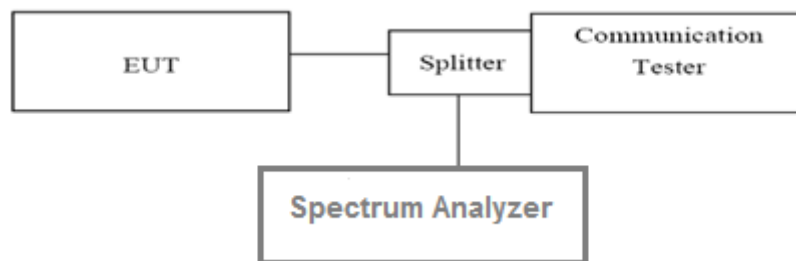 EUT
Splitter
Communication
Tester
Spectrum Analyzer